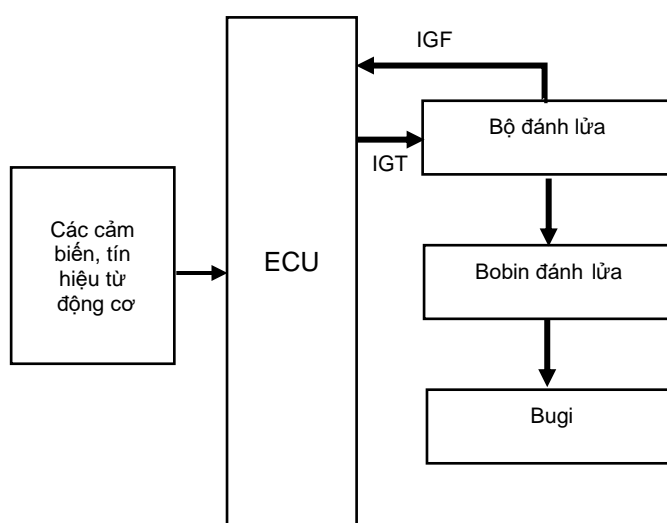 IGF
Bộ đánh lửa
IGT
Các cảm
biến, tín
hiệu từ
động cơ
ECU
Bobin đánh lửa
Bugi